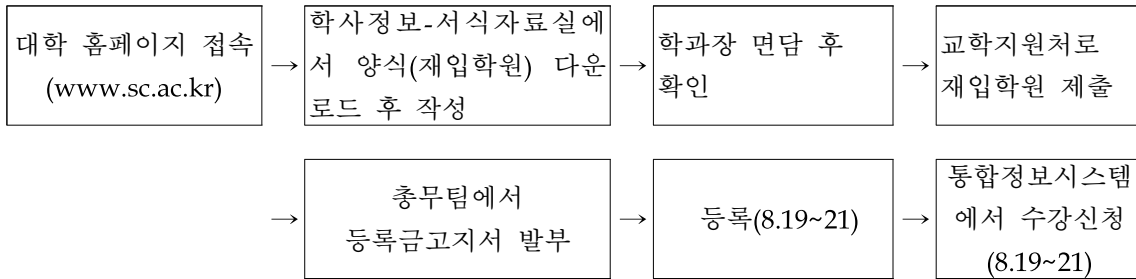 대학 홈페이지 접속
(www.sc.ac.kr)
→
학사정보-서식자료실에
서 양식(재입학원) 다운
로드 후 작성
→
학과장 면담 후
확인
→
교학지원처로
재입학원 제출
→
총무팀에서
등록금고지서 발부
→
등록(8.19~21)
→
통합정보시스템
에서 수강신청
(8.19~21)